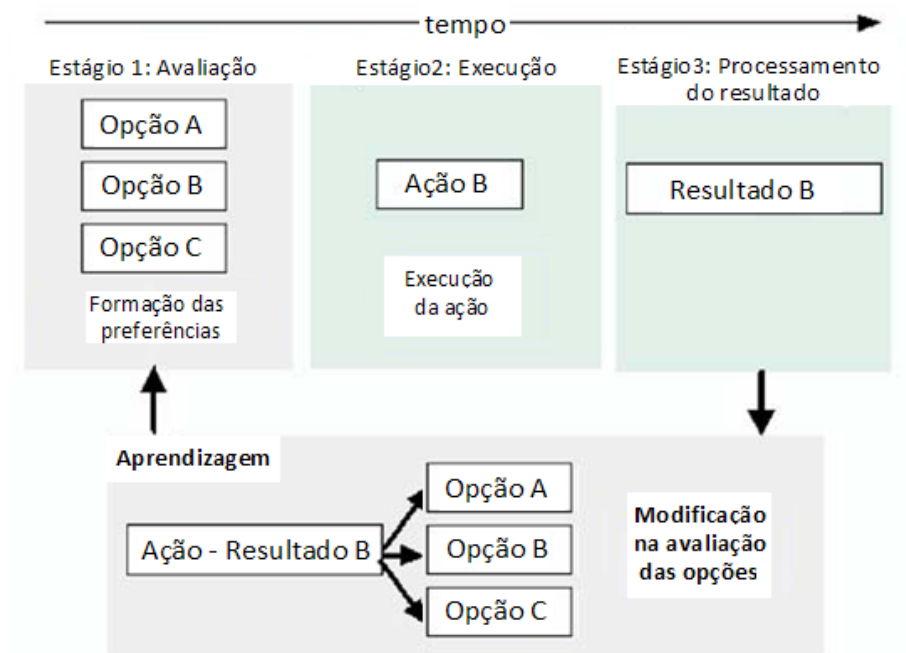 tempo
Estágio 1: Avaliação
Opção A
Opção B
Opção C
Formação das
preferências
Estágio2: Execução
Ação B
Execução
da ação
Estágio3: Processamento
do resultado
Resultado B
Aprendizagem
Ação - Resultado B
Opção A
Opção B
Opção C
Modificação
na avaliação
das opções